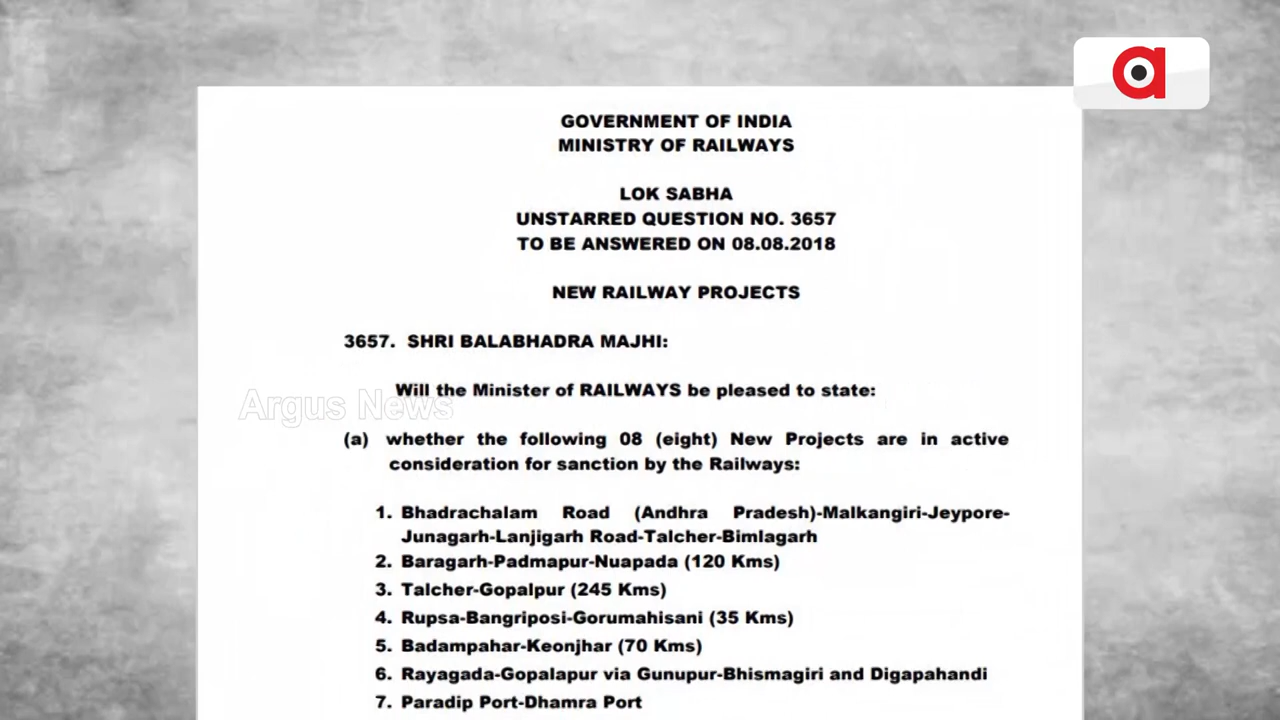 GOVERNMENT OF INDIA
MINISTRY OF RAILWAYS
LOK SABHA
UNSTARRED QUESTION NO. 3657
TO BE ANSWERED ON 08.08.2018
NEW RAILWAY PROJECTS
3657. SHRI BALABHADRA MAJHI:
Will the Minister of RAILWAYS be pleased to state:
Argus News
(a) whether the following 08 (eight) New Projects are in active
consideration for sanction by the Railways:
1. Bhadrachalam Road (Andhra Pradesh)-Malkangiri-Jeypore-
Junagarh-Lanjigarh Road-Talcher-Bimlagarh
2. Baragarh-Padmapur-Nuapada (120 Kms)
3. Talcher-Gopalpur (245 Kms)
4. Rupsa-Bangriposi-Gorumahisani (35 Kms)
5. Badampahar-Keonjhar (70 Kms)
6. Rayagada-Gopalapur via Gunupur-Bhismagiri and Digapahandi
7. Paradip Port-Dhamra Port